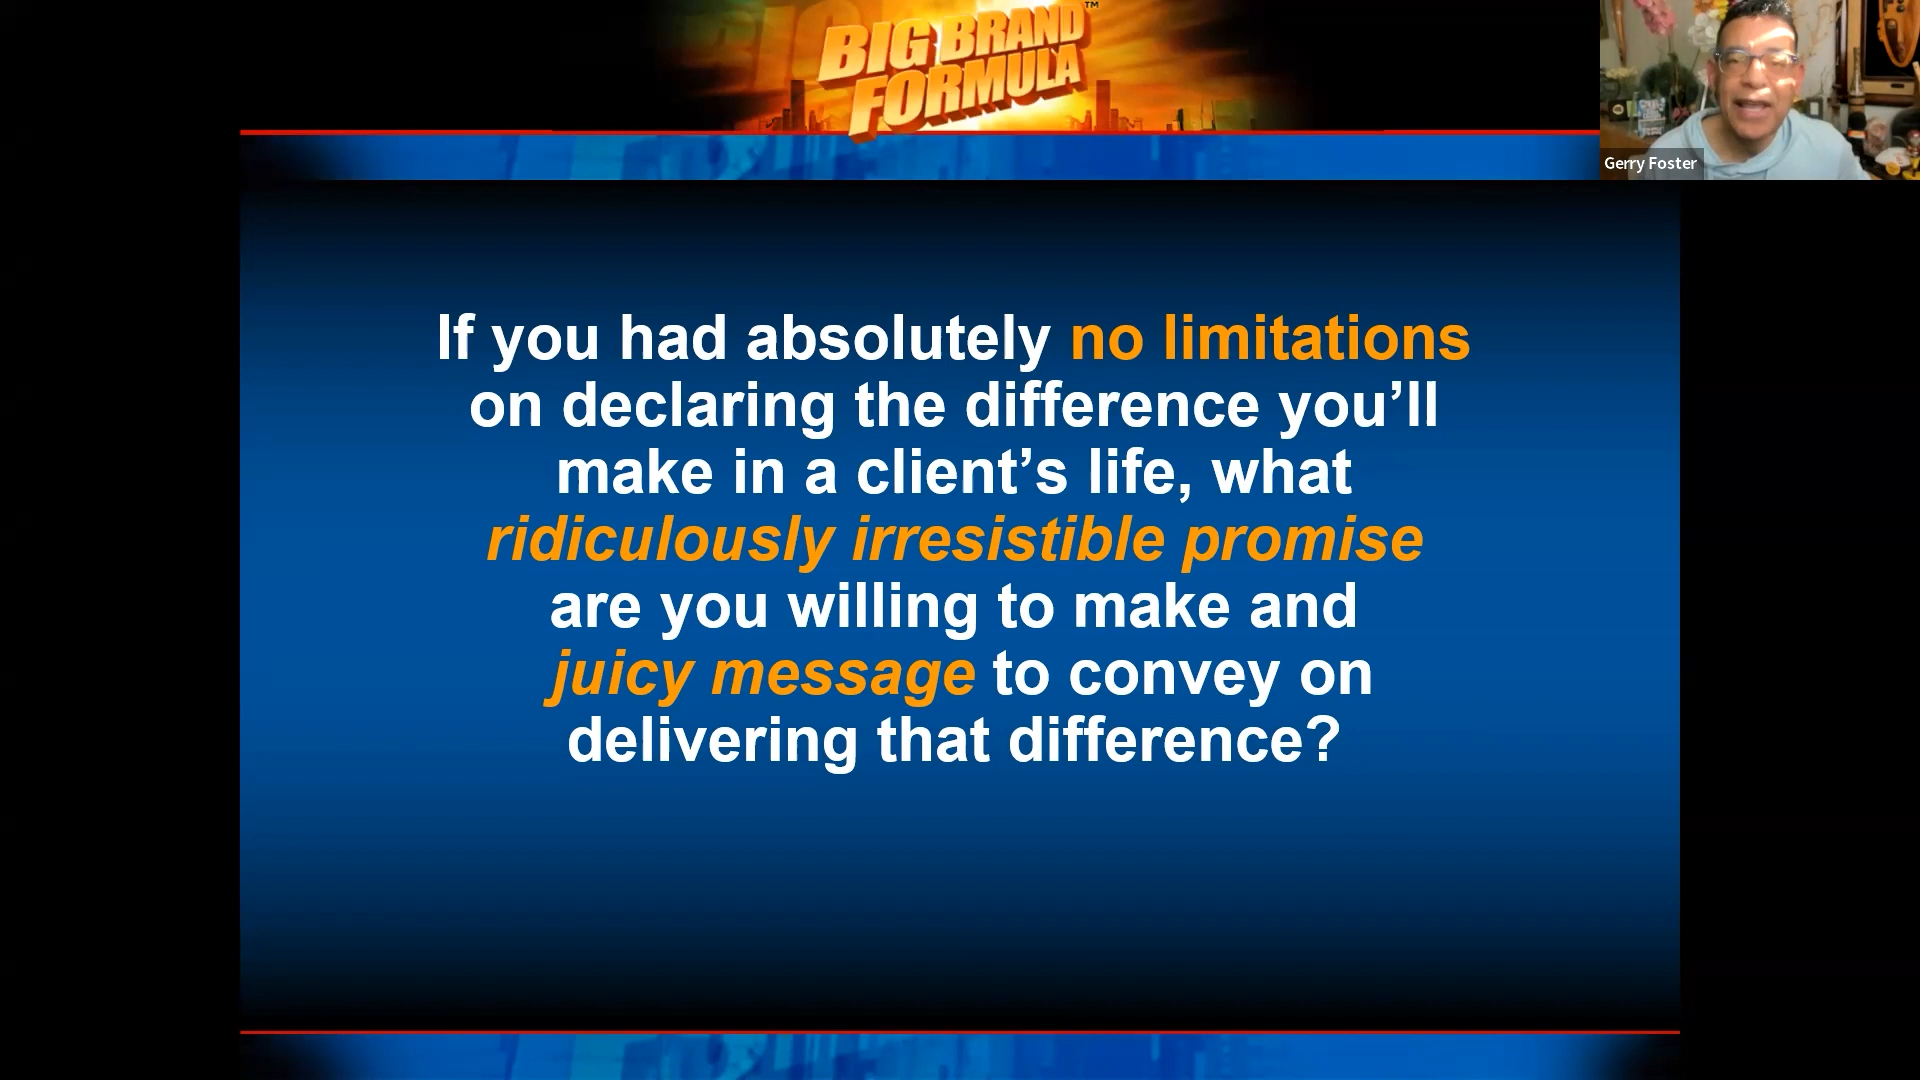 BIG BRAND
FORMULA™
Gerry Foster
If you had absolutely no limitations
on declaring the difference you’ll
make in a client’s life, what
ridiculously irresistible promise
are you willing to make and
juicy message to convey on
delivering that difference?